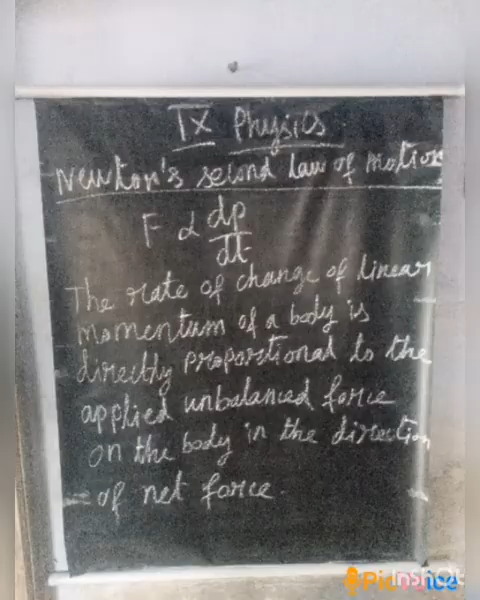 IX Physics
Newton's second law of motion
F α dp
dt
The rate of change of linear
momentum of a body is
directly proportional to the
applied unbalanced force
on the body in the direction
of net force.